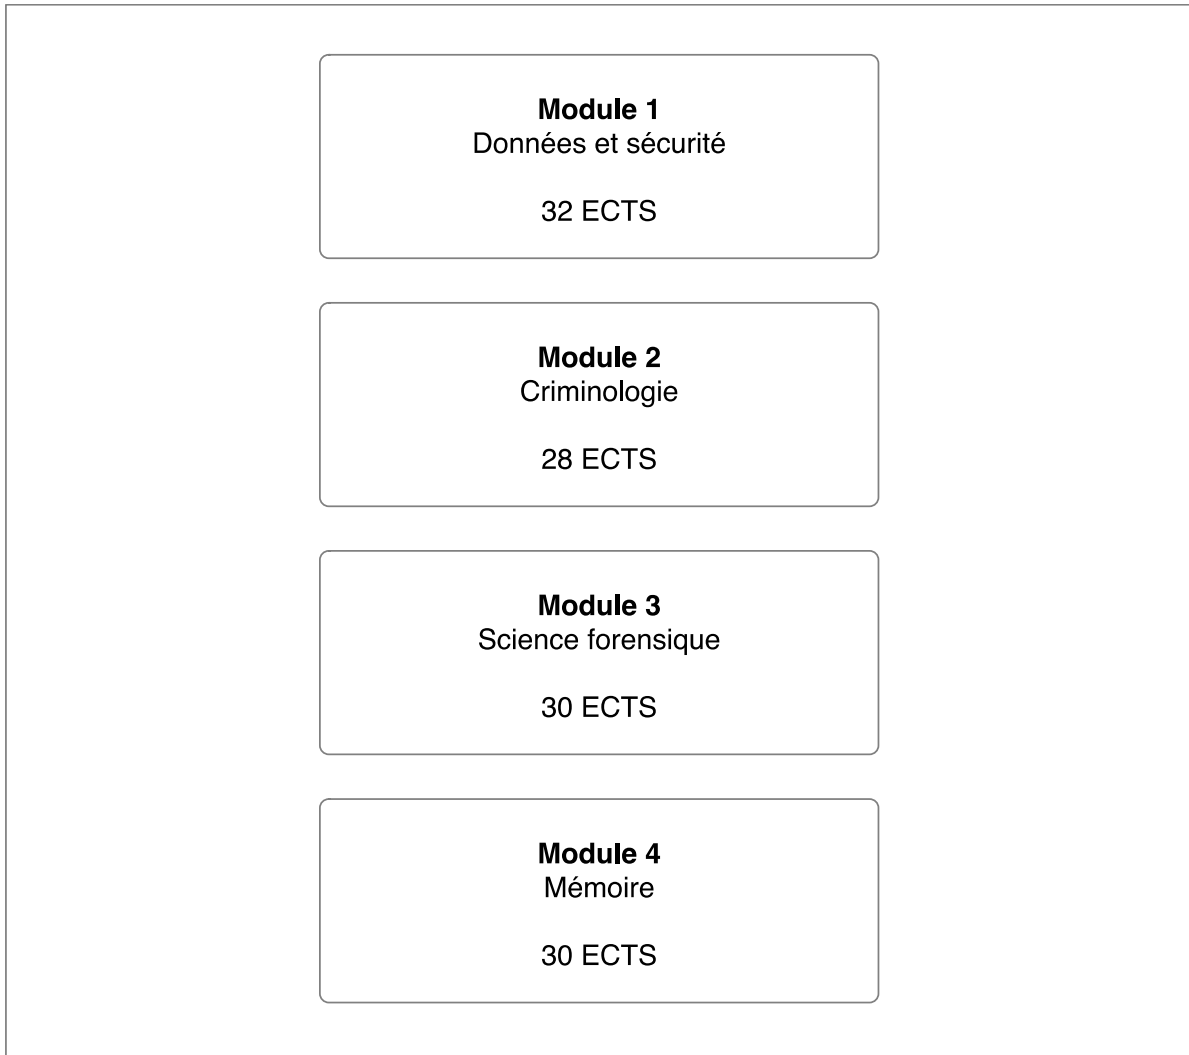 Module 1
Données et sécurité
32 ECTS
Module 2
Criminologie
28 ECTS
Module 3
Science forensique
30 ECTS
Module 4
Mémoire
30 ECTS